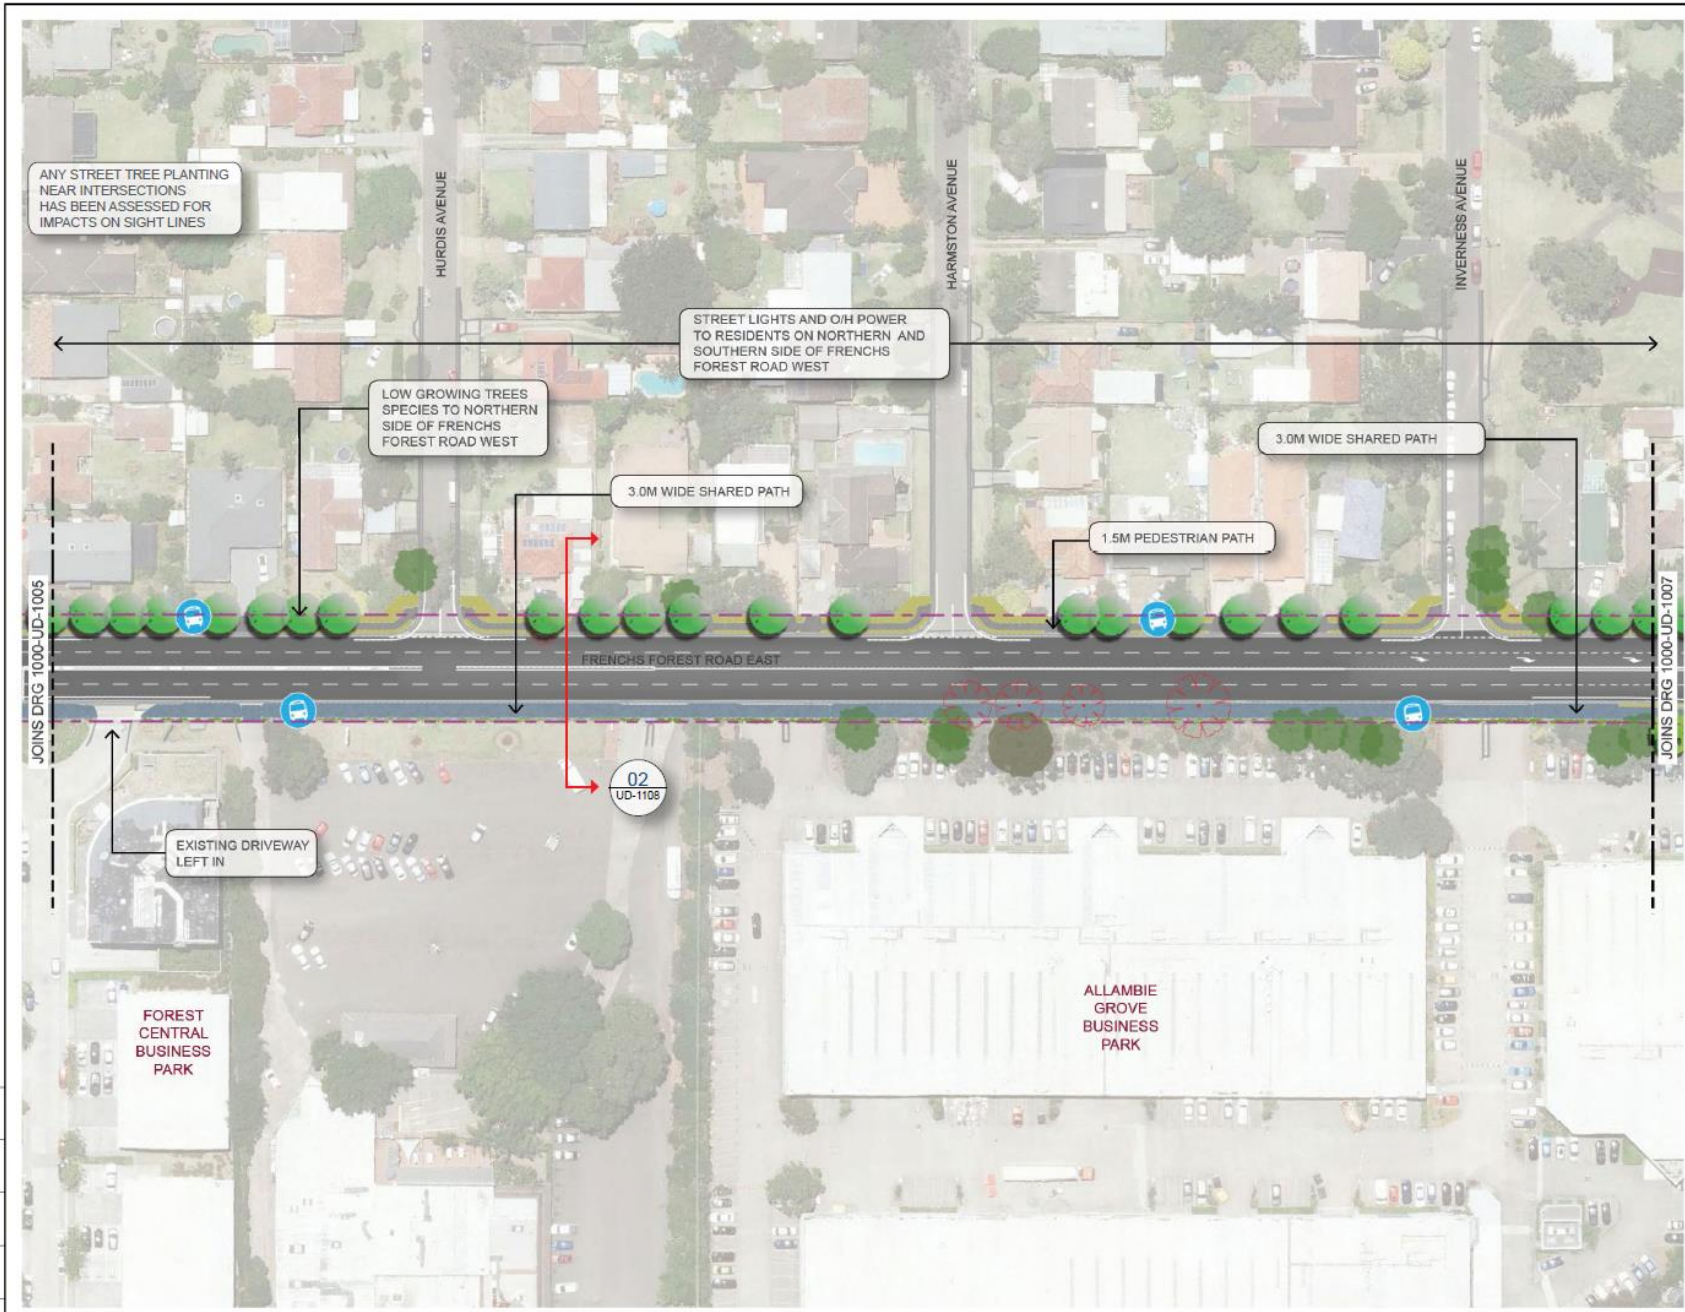 ANY STREET TREE PLANTING
NEAR INTERSECTIONS
HAS BEEN ASSESSED FOR
IMPACTS ON SIGHT LINES
HURDIS AVENUE
HARMSTON AVENUE
INVERNESS AVENUE
STREET LIGHTS AND O/H POWER
TO RESIDENTS ON NORTHERN AND
SOUTHERN SIDE OF FRENCHS
FOREST ROAD WEST
LOW GROWING TREES
SPECIES TO NORTHERN
SIDE OF FRENCHS
FOREST ROAD WEST
3.0M WIDE SHARED PATH
3.0M WIDE SHARED PATH
1.5M PEDESTRIAN PATH
JOINS DRG 1000-UD-1005
JOINS DRG 1000-UD-1007
FRENCHS FOREST ROAD EAST
02
UD-1108
EXISTING DRIVEWAY
LEFT IN
FOREST
CENTRAL
BUSINESS
PARK
ALLAMBIE
GROVE
BUSINESS
PARK